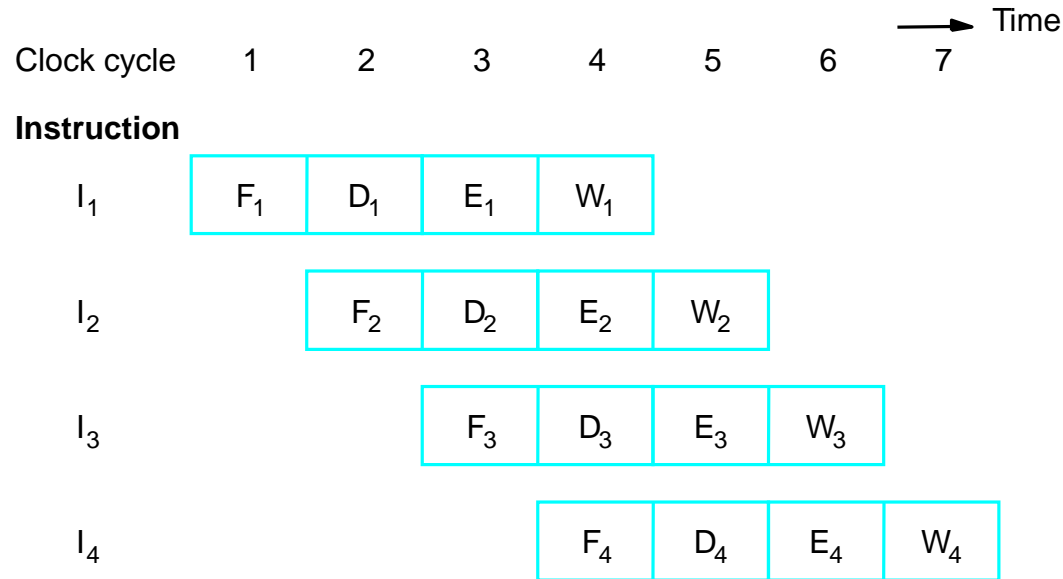 Time
Clock cycle 1 2 3 4 5 6 7
Instruction
I₁ F₁ D₁ E₁ W₁
I₂ F₂ D₂ E₂ W₂
I₃ F₃ D₃ E₃ W₃
I₄ F₄ D₄ E₄ W₄